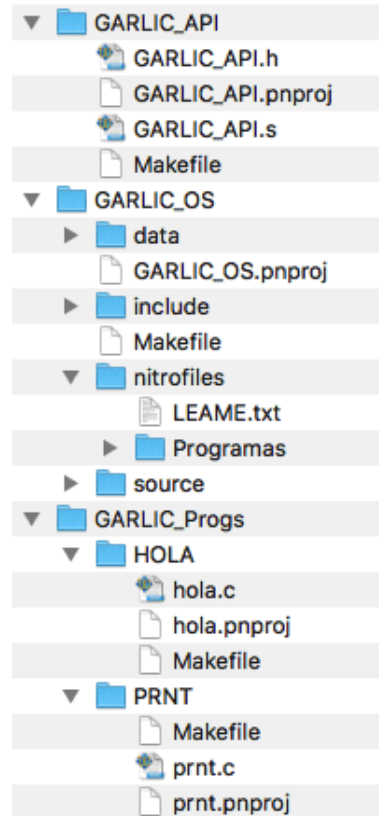 GARLIC_API
GARLIC_API.h
GARLIC_API.pnproj
GARLIC_API.s
Makefile
GARLIC_OS
data
GARLIC_OS.pnproj
include
Makefile
nitrofiles
LEAME.txt
Programas
source
GARLIC_Progs
HOLA
hola.c
hola.pnproj
Makefile
PRNT
Makefile
prnt.c
prnt.pnproj